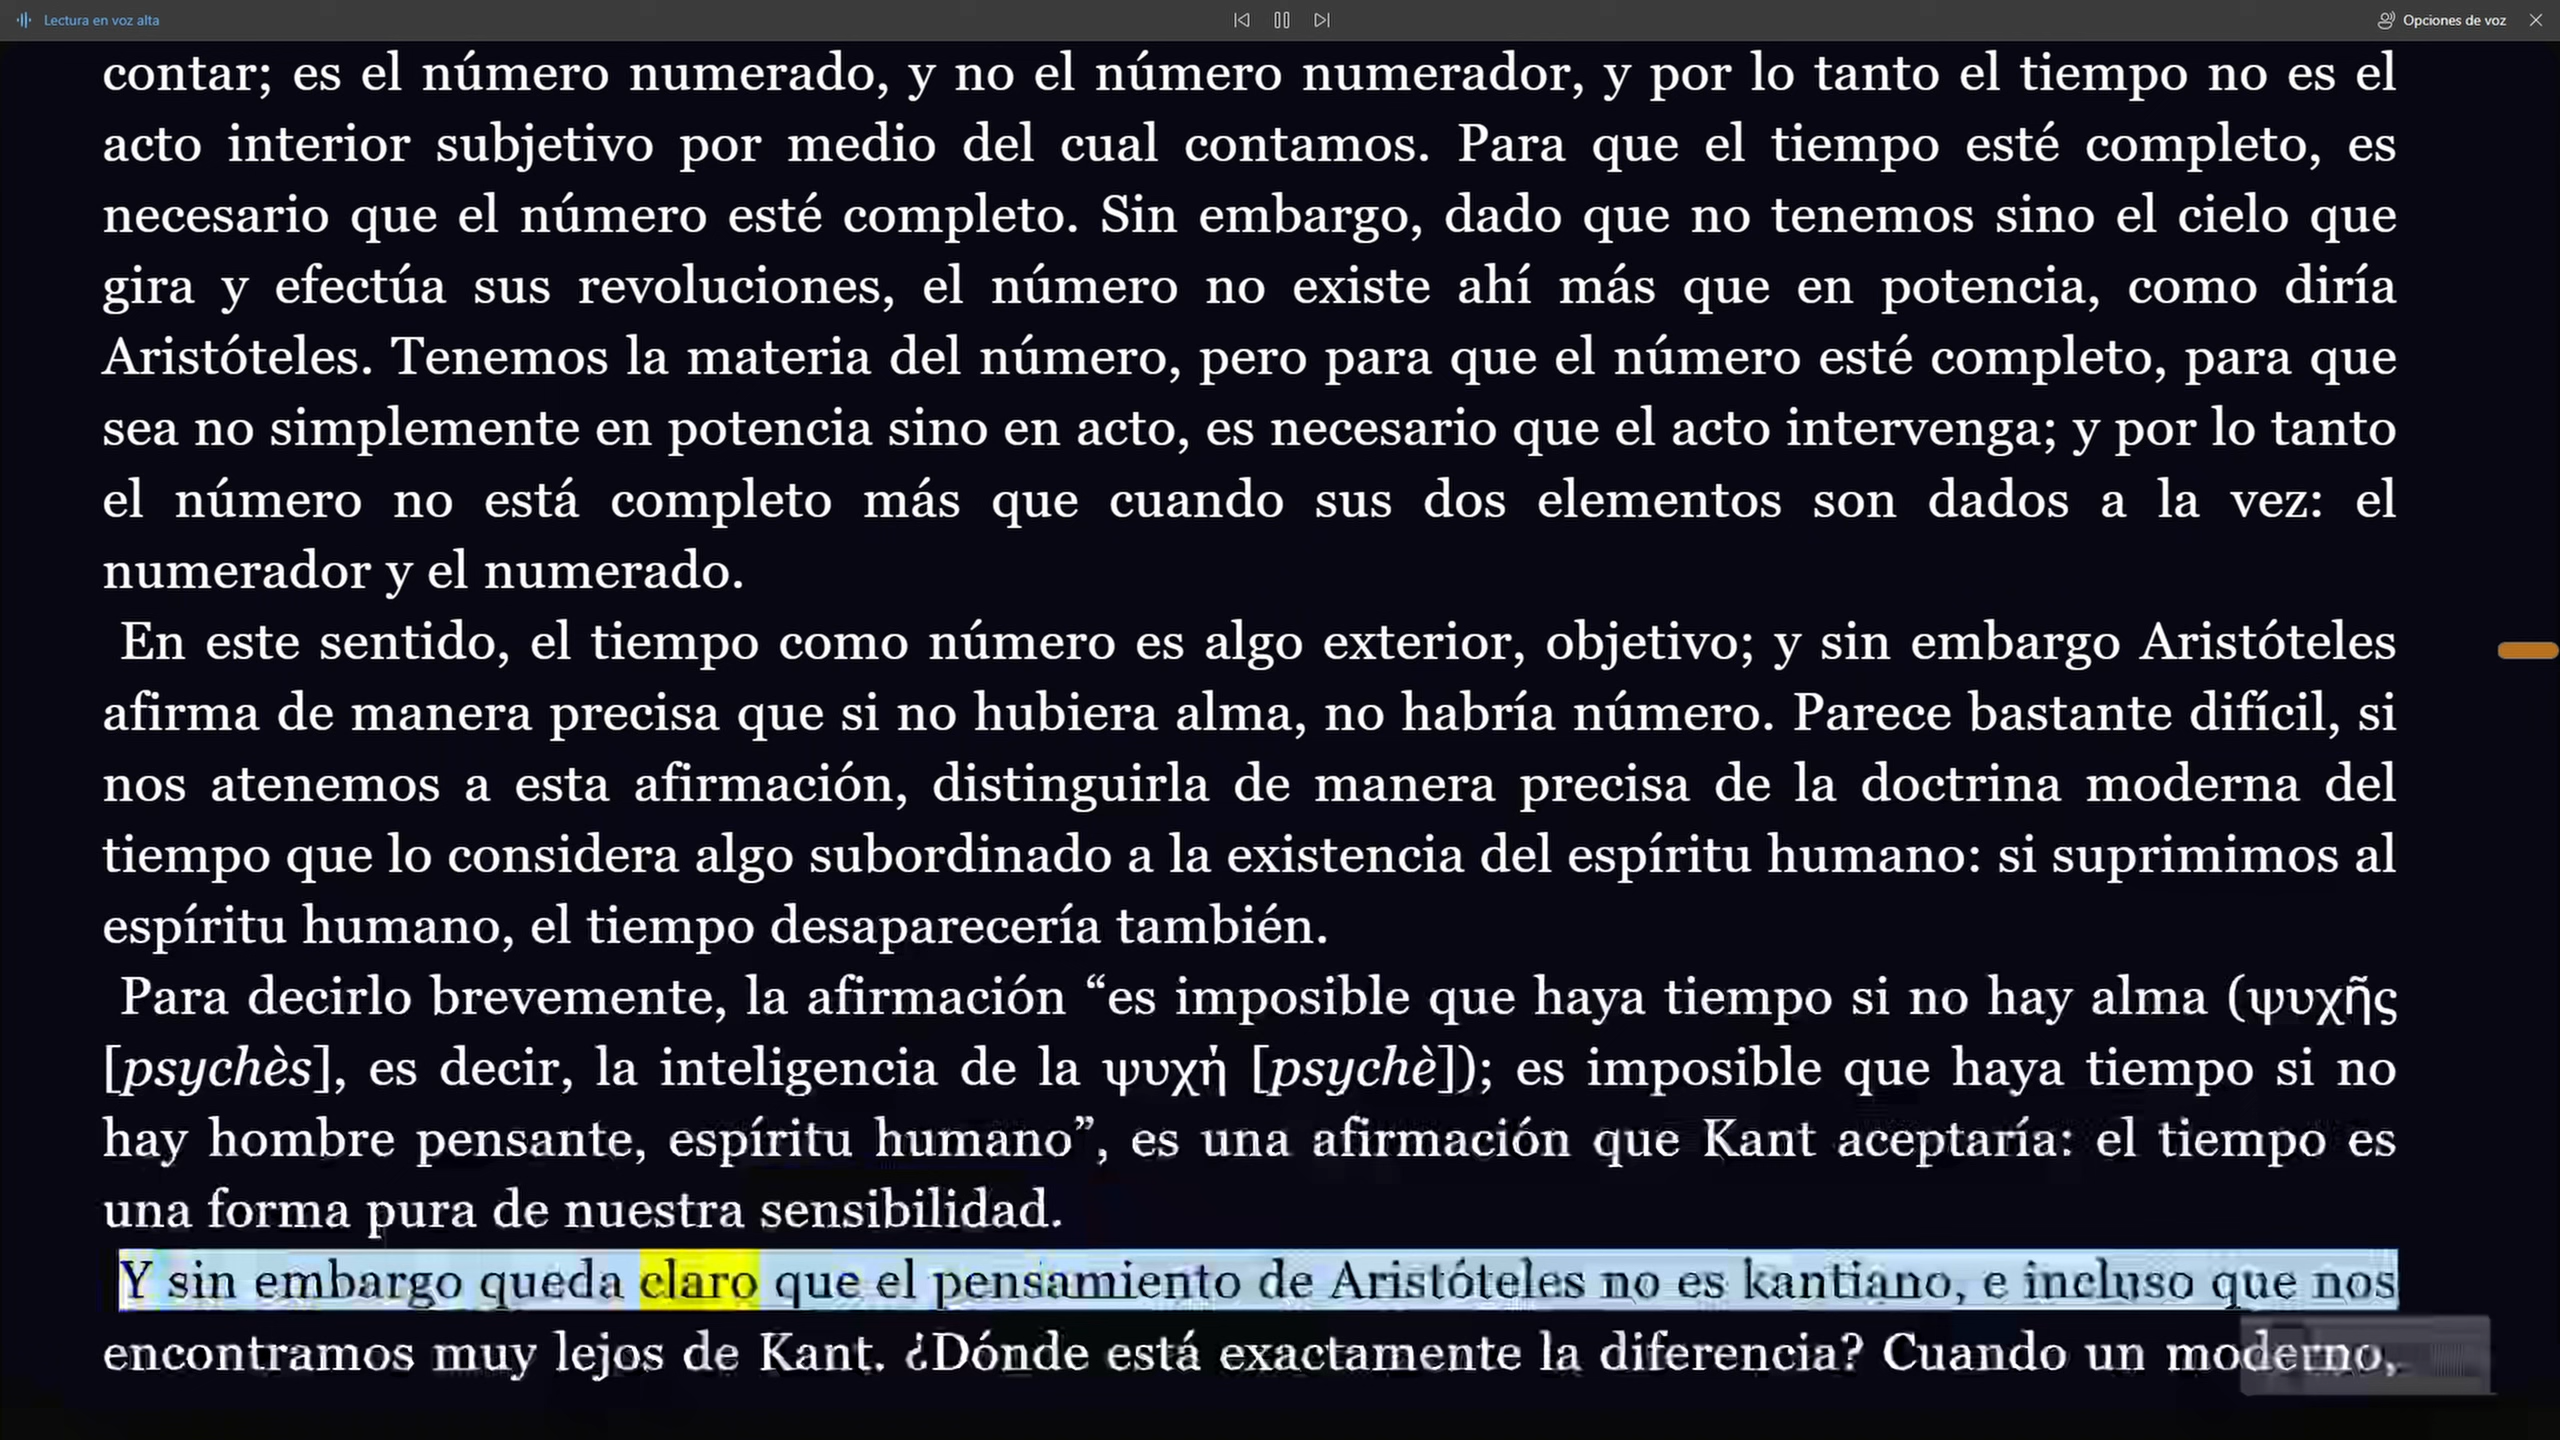 Lectura en voz alta
Opciones de voz
contar; es el número numerado, y no el número numerador, y por lo tanto el tiempo no es el
acto interior subjetivo por medio del cual contamos. Para que el tiempo esté completo, es
necesario que el número esté completo. Sin embargo, dado que no tenemos sino el cielo que
gira y efectúa sus revoluciones, el número no existe ahí más que en potencia, como diría
Aristóteles. Tenemos la materia del número, pero para que el número esté completo, para que
sea no simplemente en potencia sino en acto, es necesario que el acto intervenga; y por lo tanto
el número no está completo más que cuando sus dos elementos son dados a la vez: el
numerador y el numerado.
En este sentido, el tiempo como número es algo exterior, objetivo; y sin embargo Aristóteles
afirma de manera precisa que si no hubiera alma, no habría número. Parece bastante difícil, si
nos atenemos a esta afirmación, distinguirla de manera precisa de la doctrina moderna del
tiempo que lo considera algo subordinado a la existencia del espíritu humano: si suprimimos al
espíritu humano, el tiempo desaparecería también.
Para decirlo brevemente, la afirmación “es imposible que haya tiempo si no hay alma (ψυχῆς
[psychès], es decir, la inteligencia de la ψυχή [psychè]); es imposible que haya tiempo si no
hay hombre pensante, espíritu humano”, es una afirmación que Kant aceptaría: el tiempo es
una forma pura de nuestra sensibilidad.
Y sin embargo queda claro que el pensamiento de Aristóteles no es kantiano, e incluso que nos
encontramos muy lejos de Kant. ¿Dónde está exactamente la diferencia? Cuando un moderno,